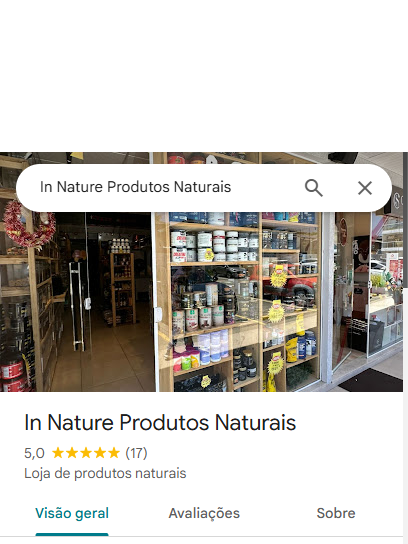 In Nature Produtos Naturais
In Nature Produtos Naturais
5,0 (17)
Loja de produtos naturais
Visão geral Avaliações Sobre